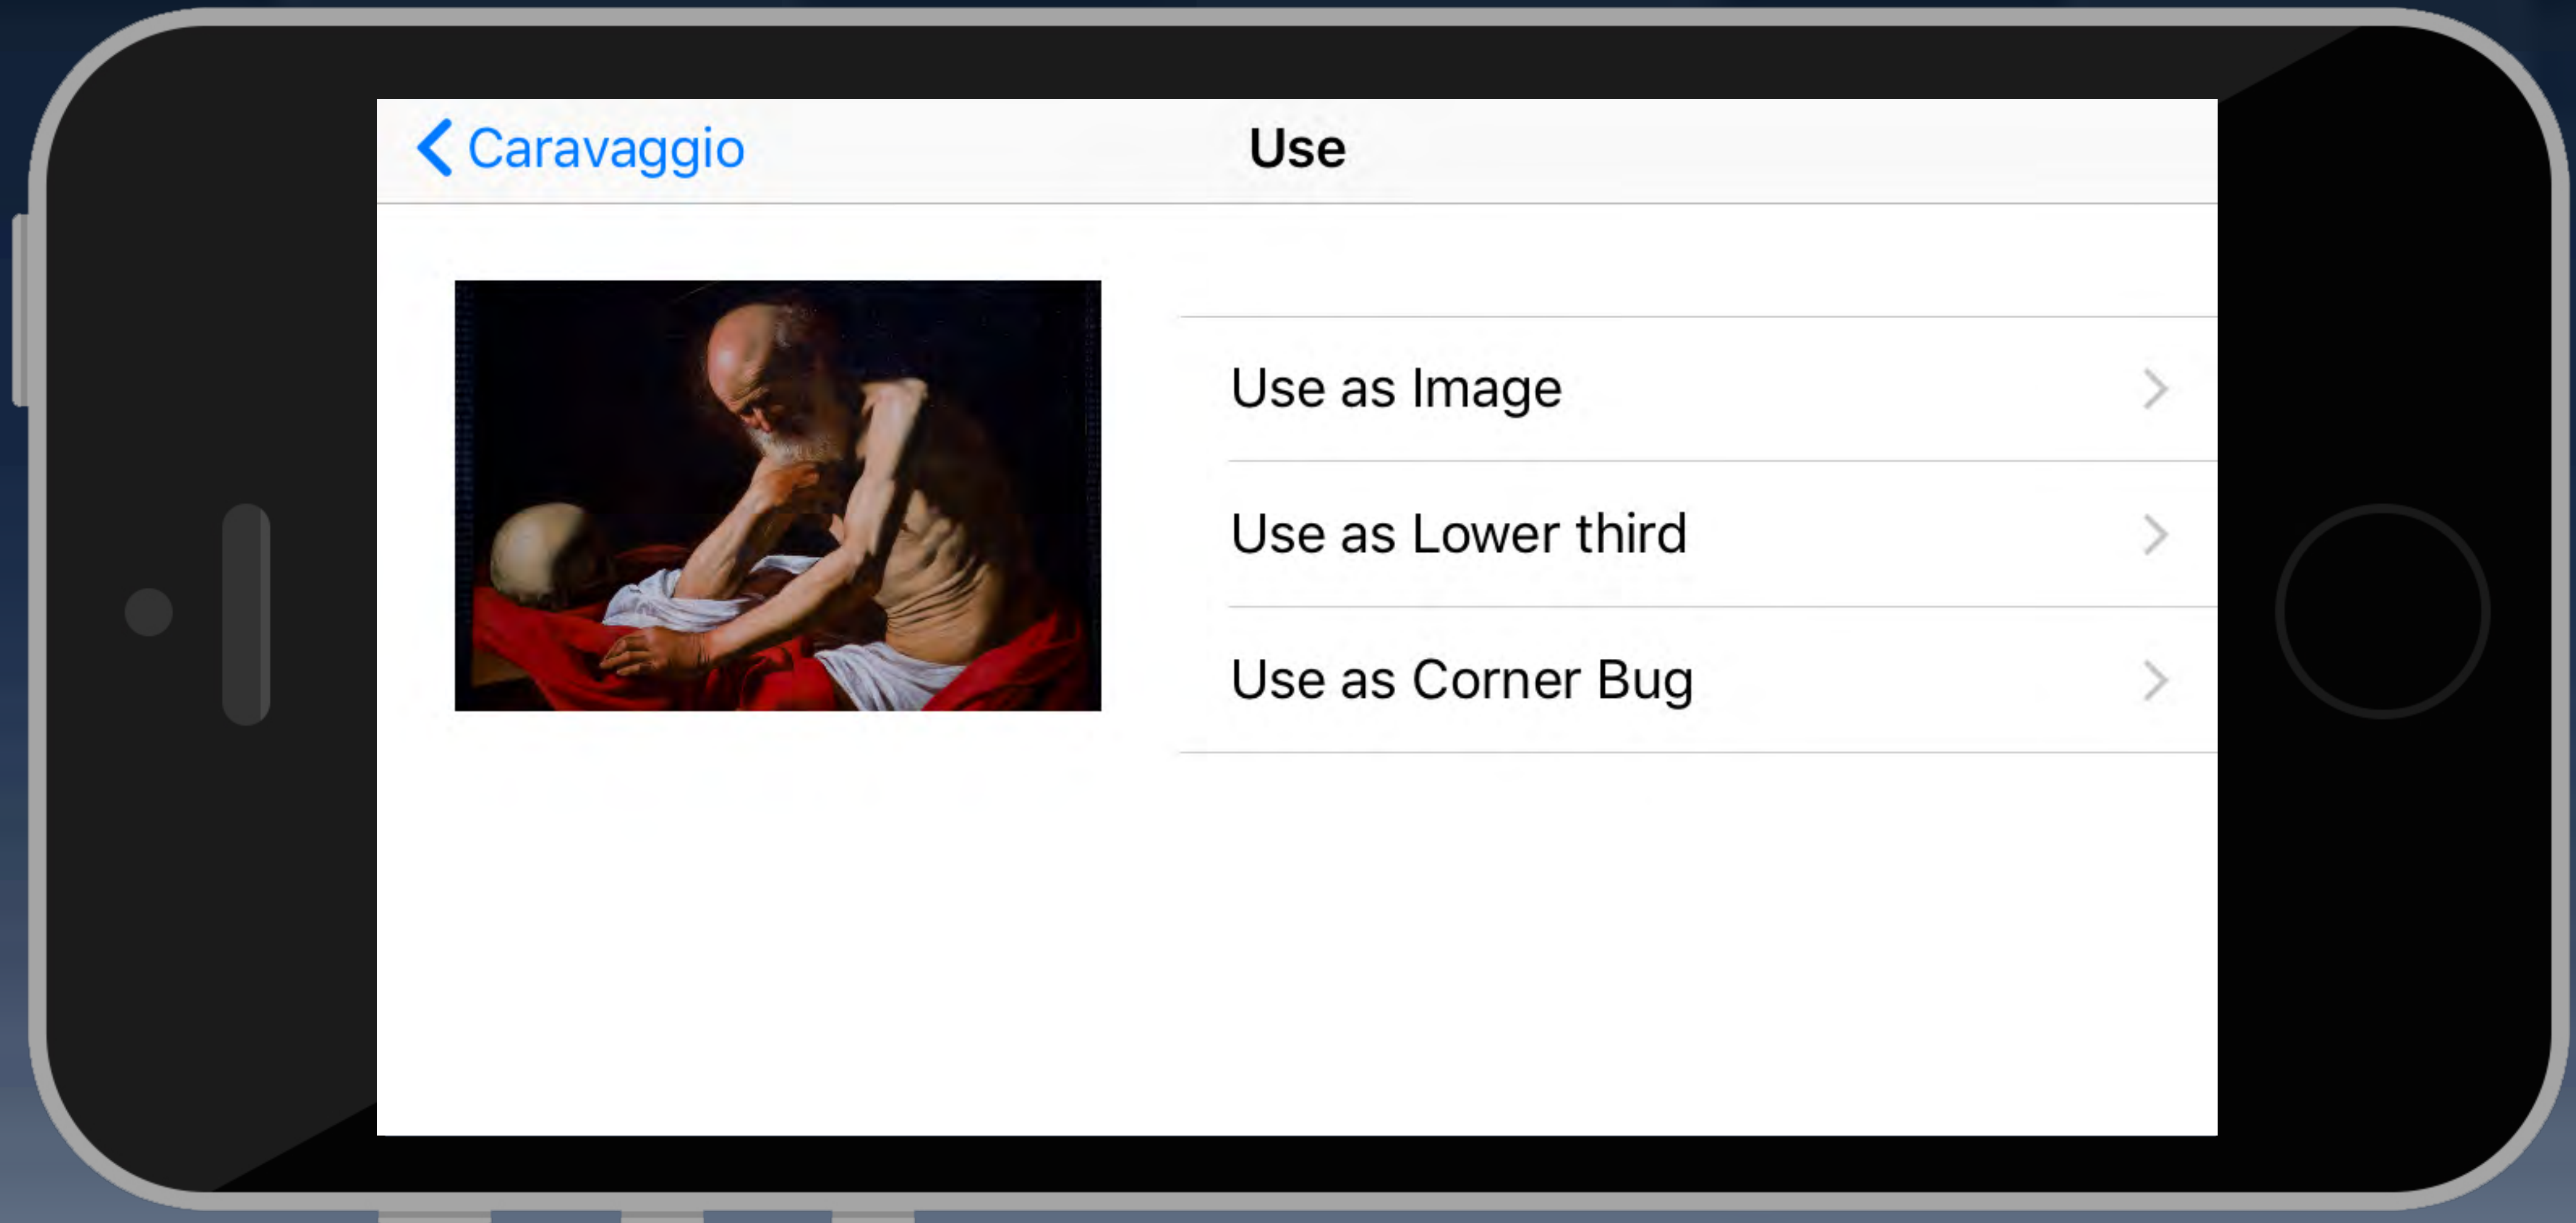 Caravaggio
Use
Use as Image
Use as Lower third
Use as Corner Bug